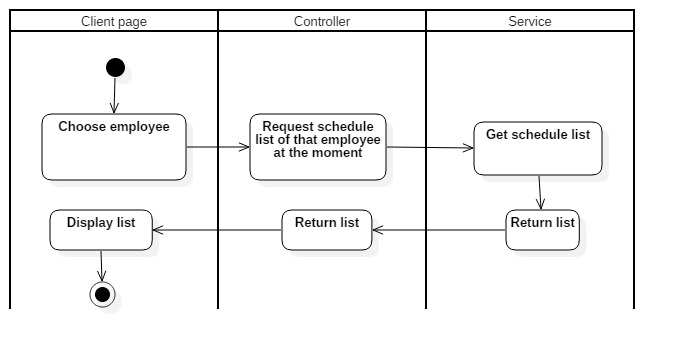 Client page
Controller
Service
Choose employee
Request schedule
list of that employee
at the moment
Get schedule list
Display list
Return list
Return list